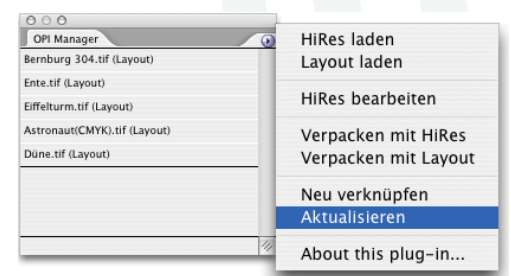 OPI Manager
Bernburg 304.tif (Layout)
Ente.tif (Layout)
Eiffelturm.tif (Layout)
Astronaut(CMYK).tif (Layout)
Düne.tif (Layout)
HiRes laden
Layout laden
HiRes bearbeiten
Verpacken mit HiRes
Verpacken mit Layout
Neu verknüpfen
Aktualisieren
About this plug-in...